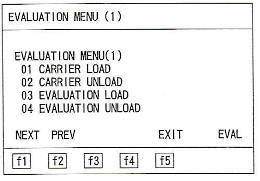 EVALUATION MENU (1)
EVALUATION MENU(1)
01 CARRIER LOAD
02 CARRIER UNLOAD
03 EVALUATION LOAD
04 EVALUATION UNLOAD
NEXT PREV EXIT EVAL
f1 f2 f3 f4 f5